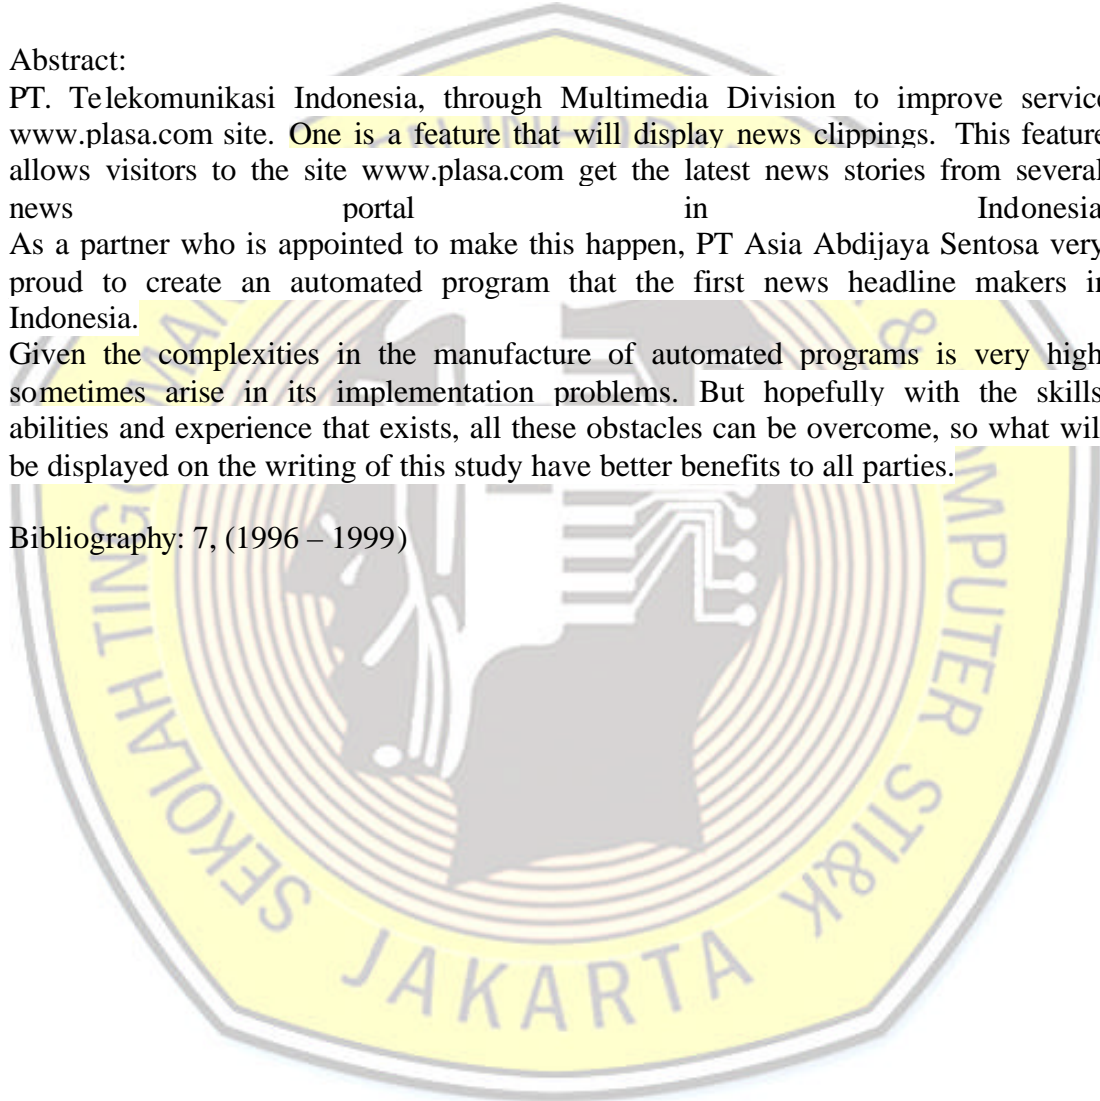 Abstract:
PT. Telekomunikasi Indonesia, through Multimedia Division to improve service
www.plasa.com site. One is a feature that will display news clippings. This feature
allows visitors to the site www.plasa.com get the latest news stories from several
news portal in Indonesia
As a partner who is appointed to make this happen, PT Asia Abdijaya Sentosa very
proud to create an automated program that the first news headline makers in
Indonesia.
Given the complexities in the manufacture of automated programs is very high
sometimes arise in its implementation problems. But hopefully with the skills
abilities and experience that exists, all these obstacles can be overcome, so what will
be displayed on the writing of this study have better benefits to all parties.
Bibliography: 7, (1996 – 1999)
SEKOLAH TINGG
&
OMPUTER STI&K
JAKARTA